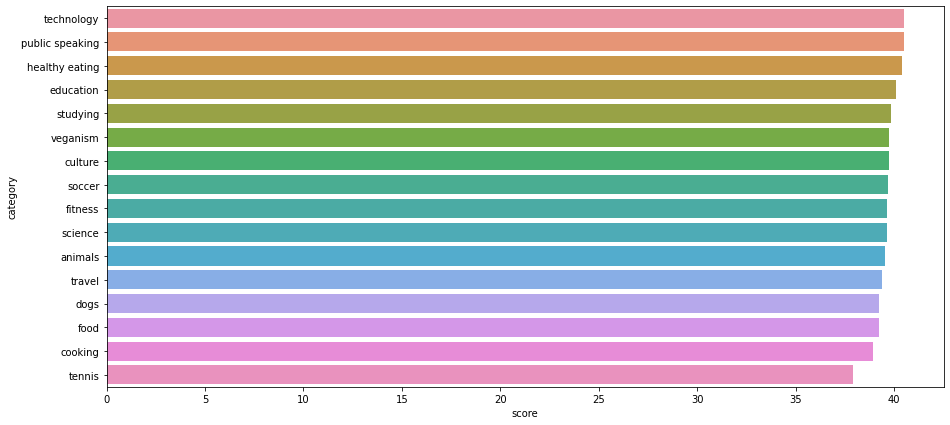 technology
public speaking
healthy eating
education
studying
veganism
culture
soccer
fitness
science
animals
travel
dogs
food
cooking
tennis
category
0 5 10 15 20 25 30 35 40
score